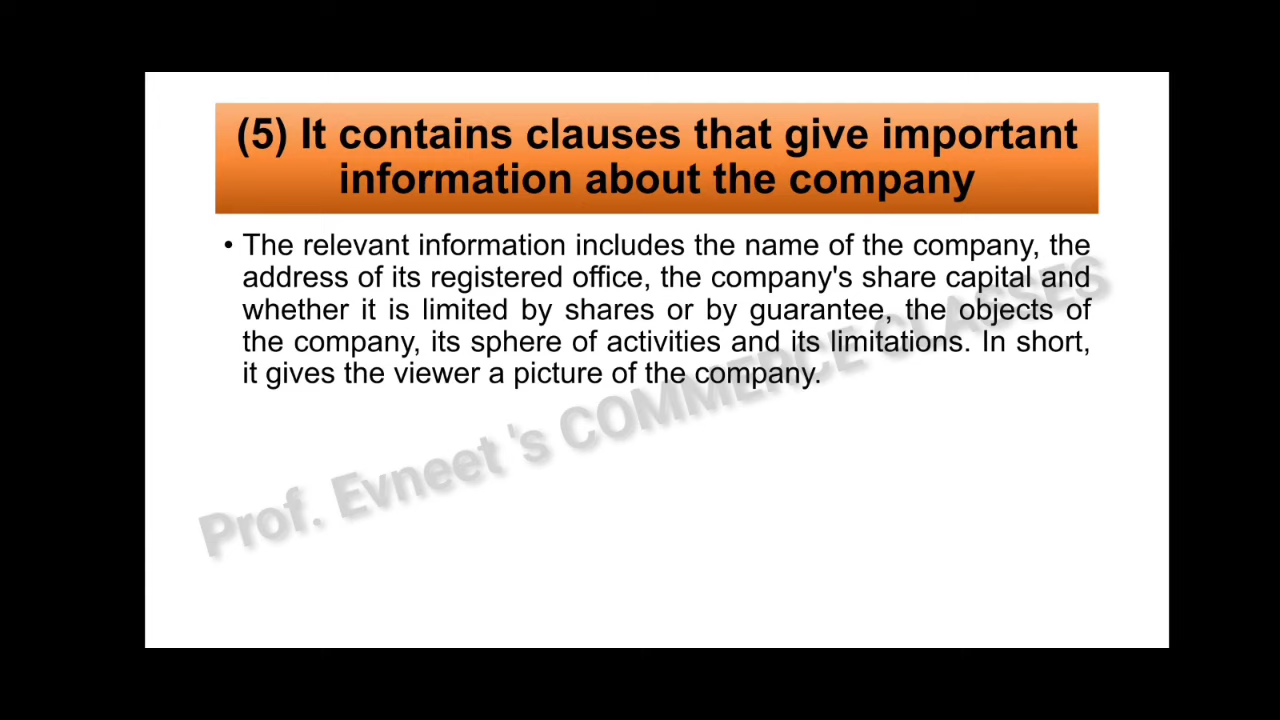 (5) It contains clauses that give important
information about the company
• The relevant information includes the name of the company, the
address of its registered office, the company's share capital and
whether it is limited by shares or by guarantee, the objects of
the company, its sphere of activities and its limitations. In short,
it gives the viewer a picture of the company.
Prof. Evneet 's COMMERCE CLASSES